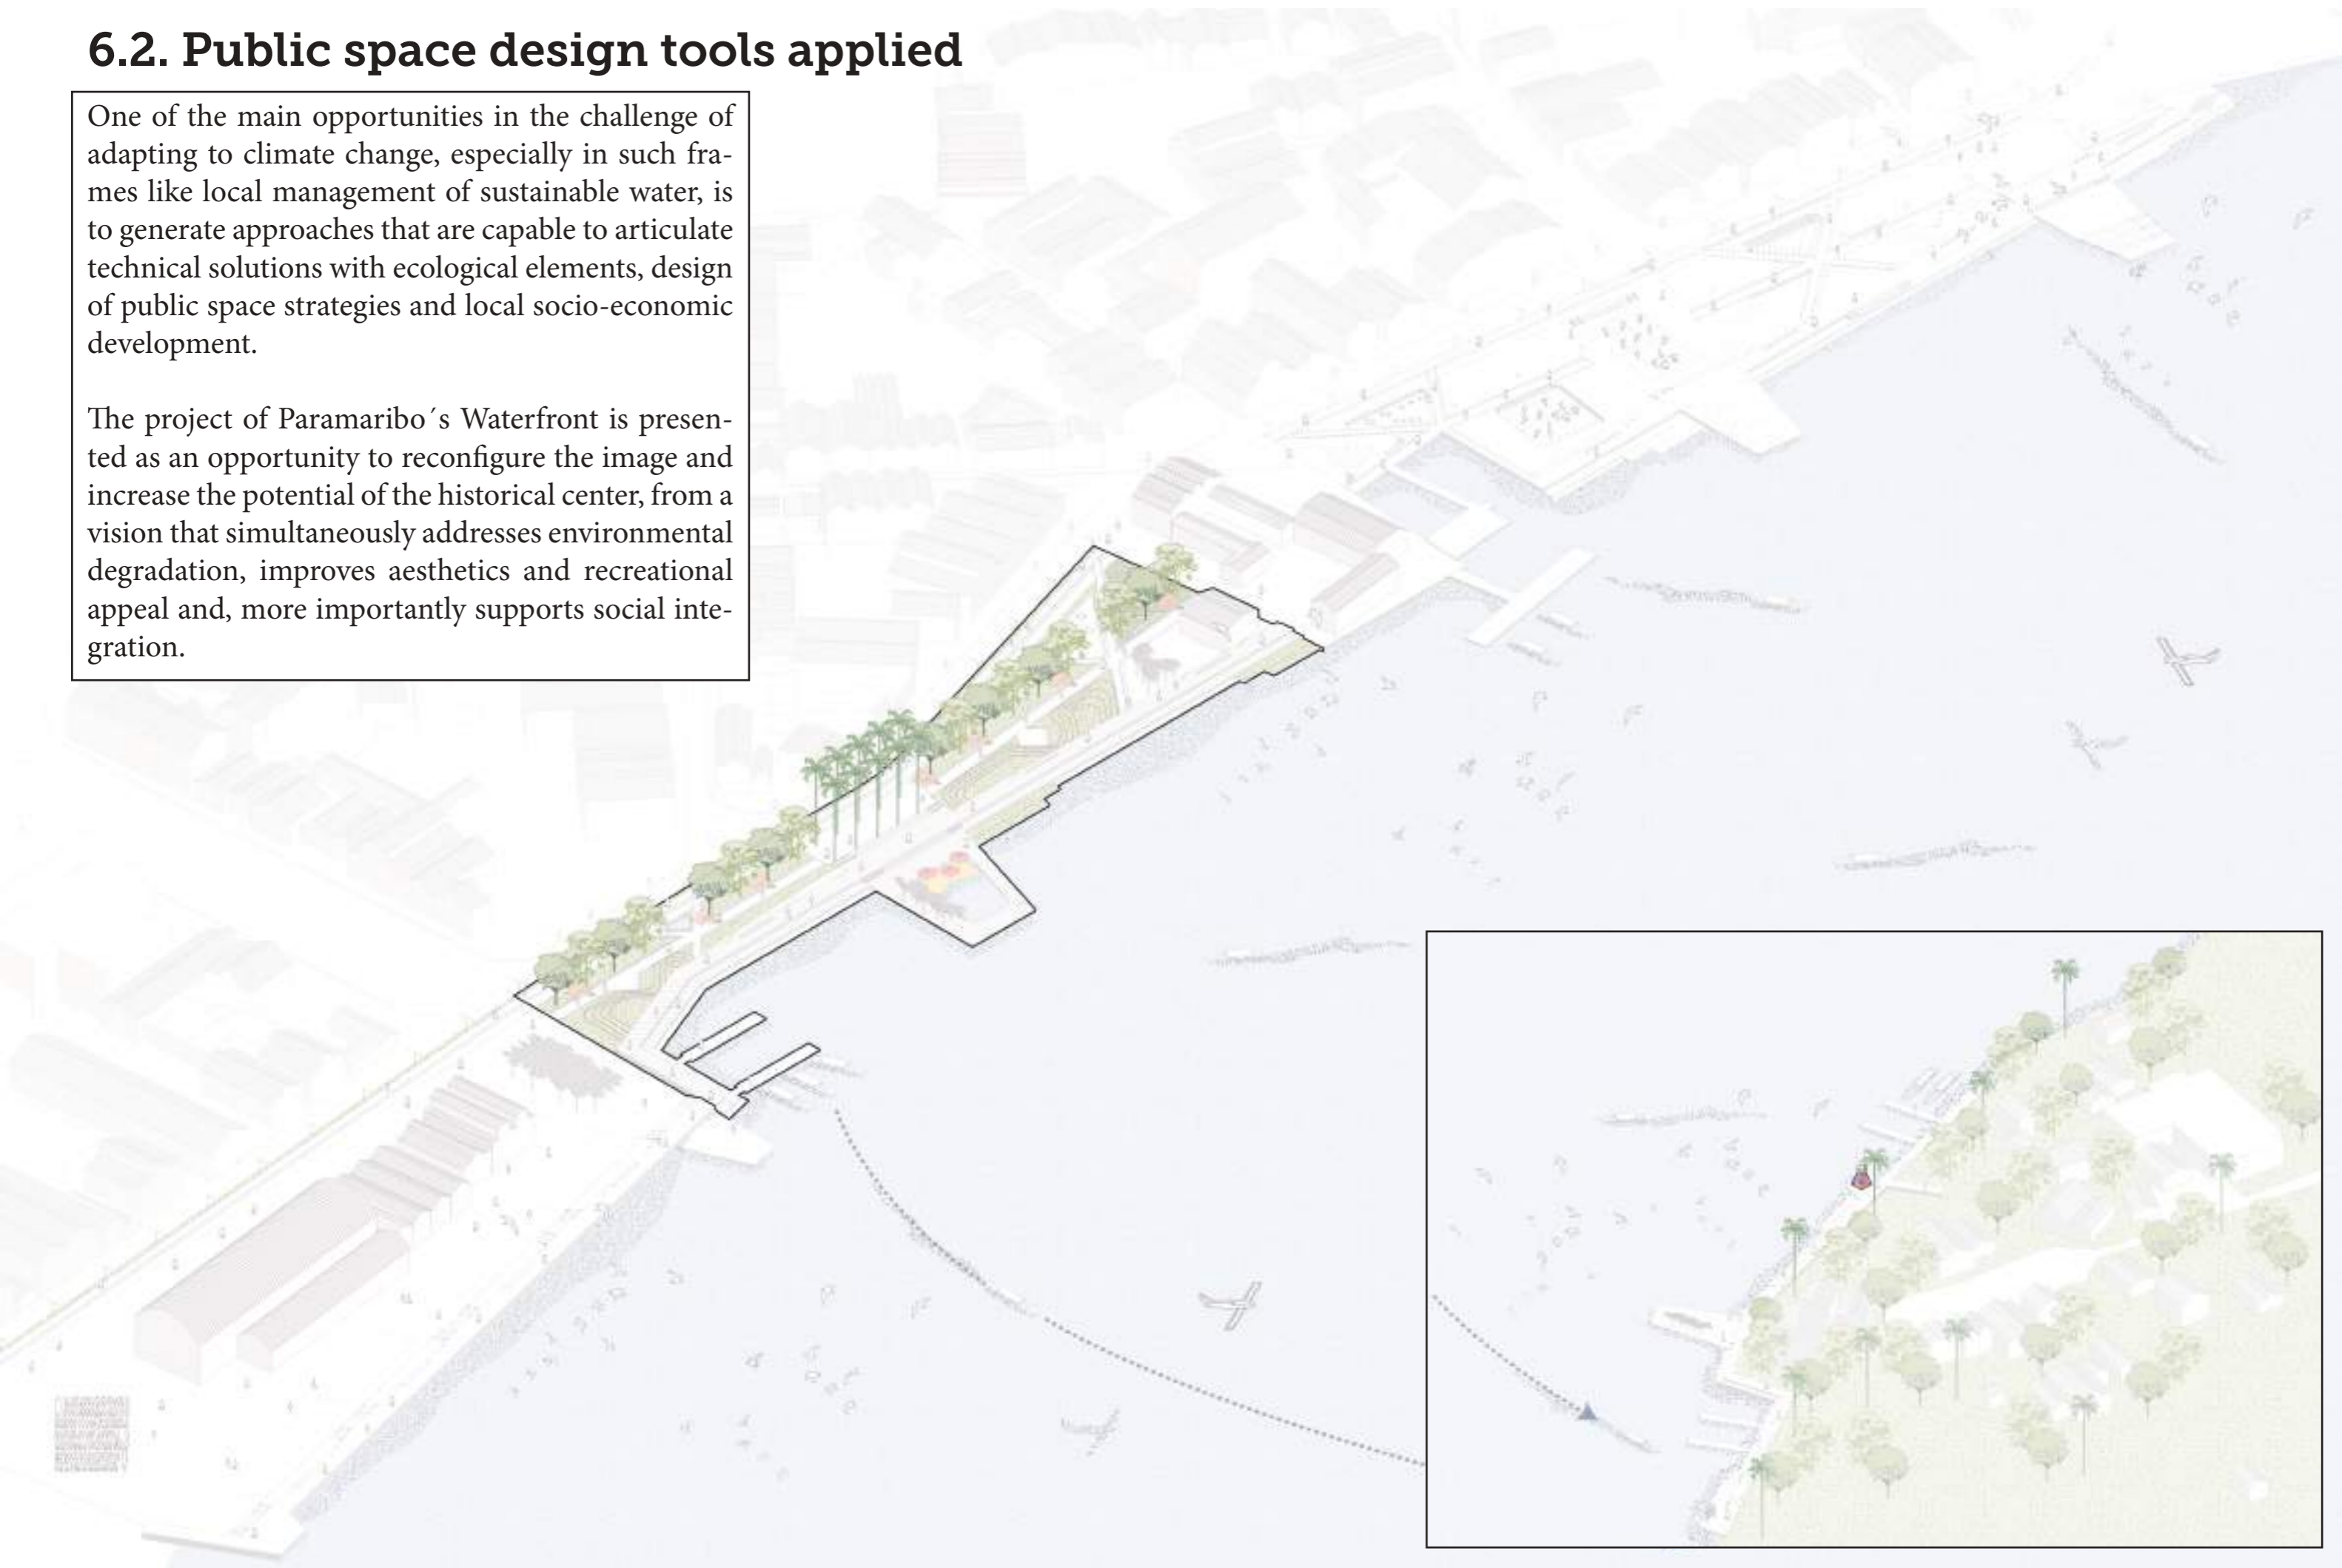 6.2. Public space design tools applied
One of the main opportunities in the challenge of
adapting to climate change, especially in such fra-
mes like local management of sustainable water, is
to generate approaches that are capable to articulate
technical solutions with ecological elements, design
of public space strategies and local socio-economic
development.
The project of Paramaribo´s Waterfront is presen-
ted as an opportunity to reconfigure the image and
increase the potential of the historical center, from a
vision that simultaneously addresses environmental
degradation, improves aesthetics and recreational
appeal and, more importantly supports social inte-
gration.